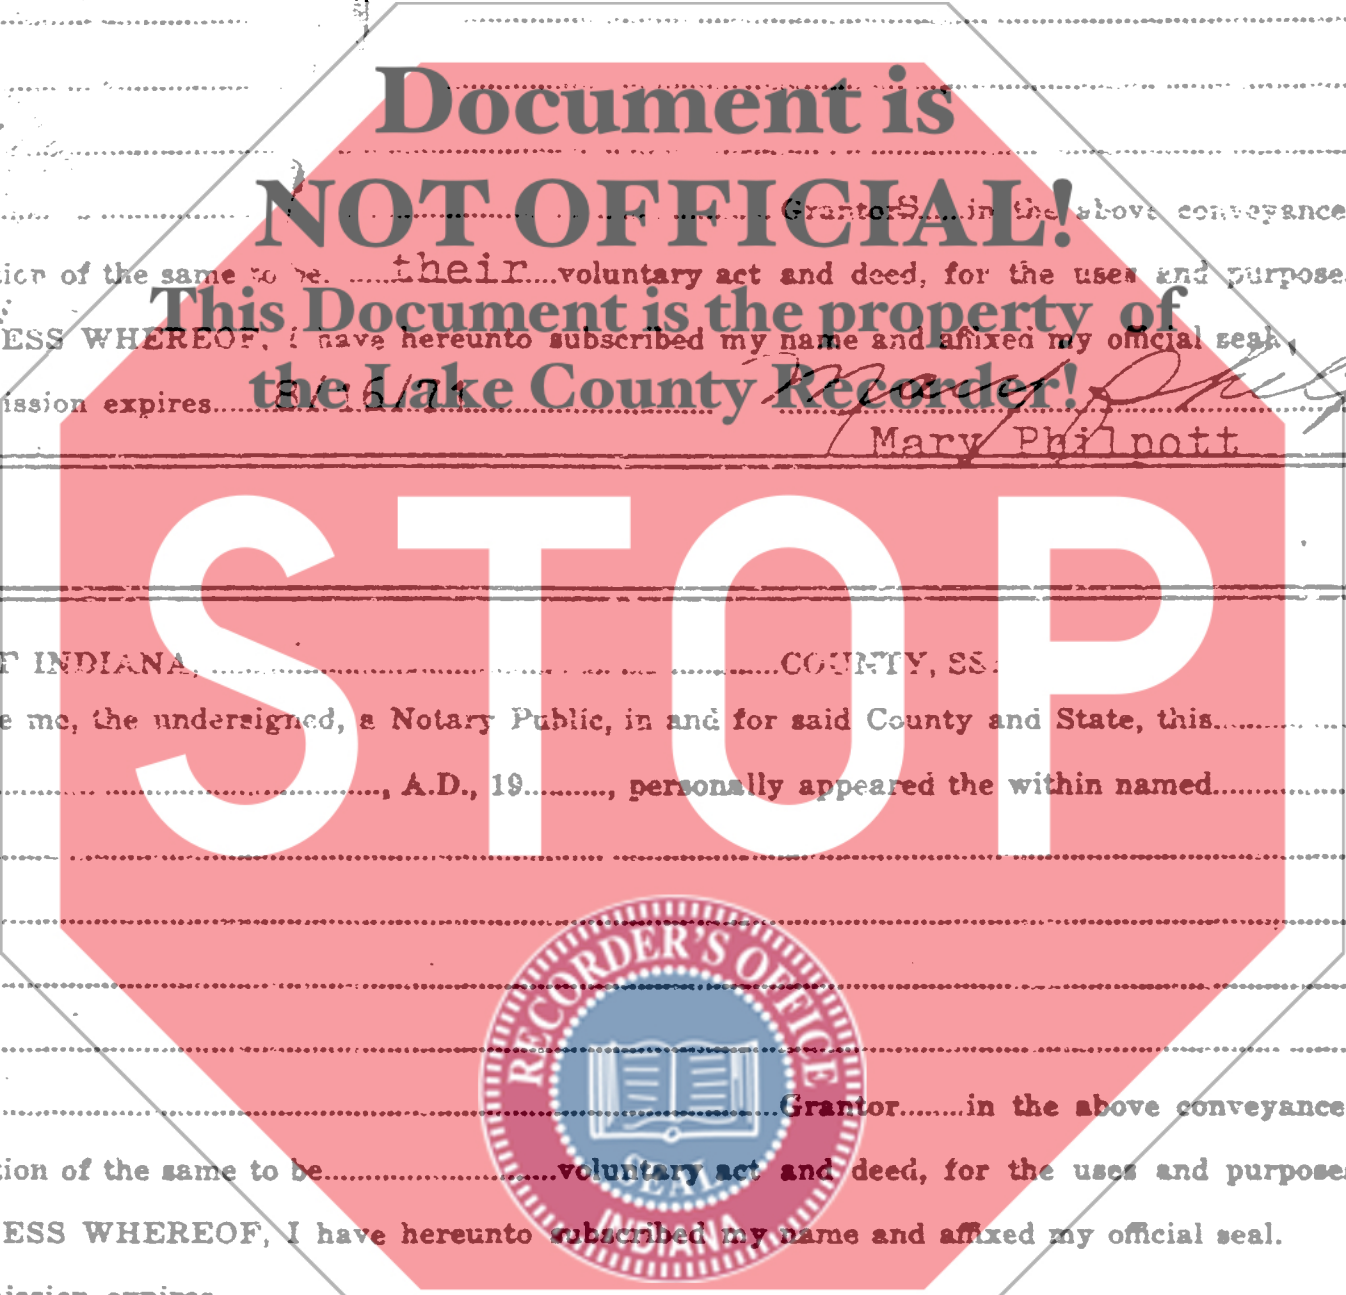 Document is
NOT OFFICIAL!
GrantorS in the above conveyance
of the same to be their voluntary act and deed, for the uses and purpose
This Document is the property of
ESS WHEREOF, I have hereunto subscribed my name and affixed my official seal
the Lake County Recorder!
ission expires
Mary Philpott
STOP
F INDIANA, COUNTY, SS:
e me, the undersigned, a Notary Public, in and for said County and State, this
, A.D., 19 , personally appeared the within named
RECORDER'S OFFICE
Grantor in the above conveyance
tion of the same to be voluntary act and deed, for the uses and purpose
SEAL
ESS WHEREOF, I have hereunto subscribed my name and affixed my official seal.
INDIANA
ission expires